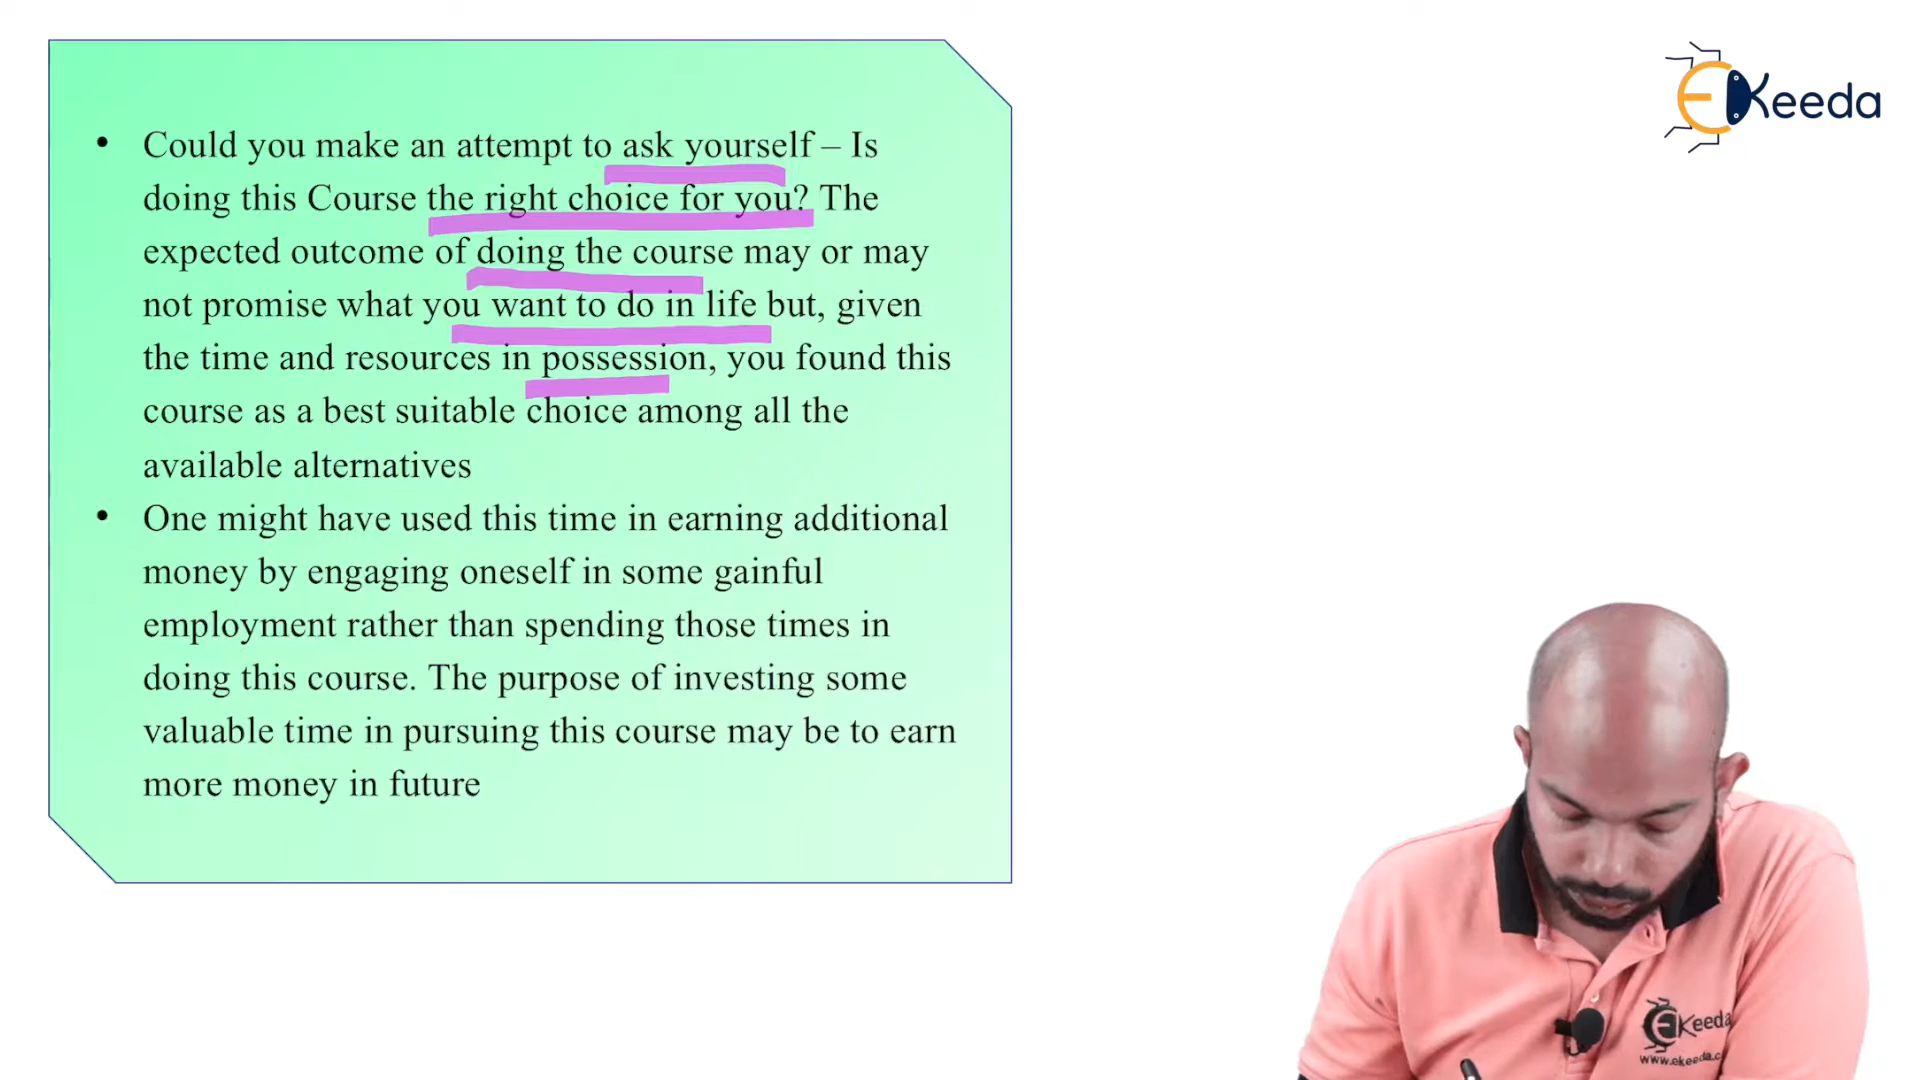 • Could you make an attempt to ask yourself – Is
doing this Course the right choice for you? The
expected outcome of doing the course may or may
not promise what you want to do in life but, given
the time and resources in possession, you found this
course as a best suitable choice among all the
available alternatives
• One might have used this time in earning additional
money by engaging oneself in some gainful
employment rather than spending those times in
doing this course. The purpose of investing some
valuable time in pursuing this course may be to earn
more money in future
EKeeda
EKeeda
www.ekeeda.c